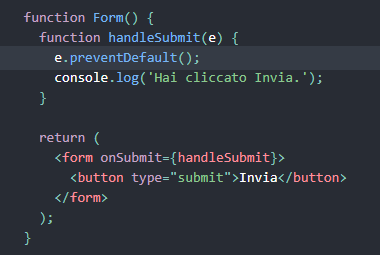 function Form() {
  function handleSubmit(e) {
    e.preventDefault();
    console.log('Hai cliccato Invia.');
  }

  return (
    <form onSubmit={handleSubmit}>
      <button type="submit">Invia</button>
    </form>
  );
}